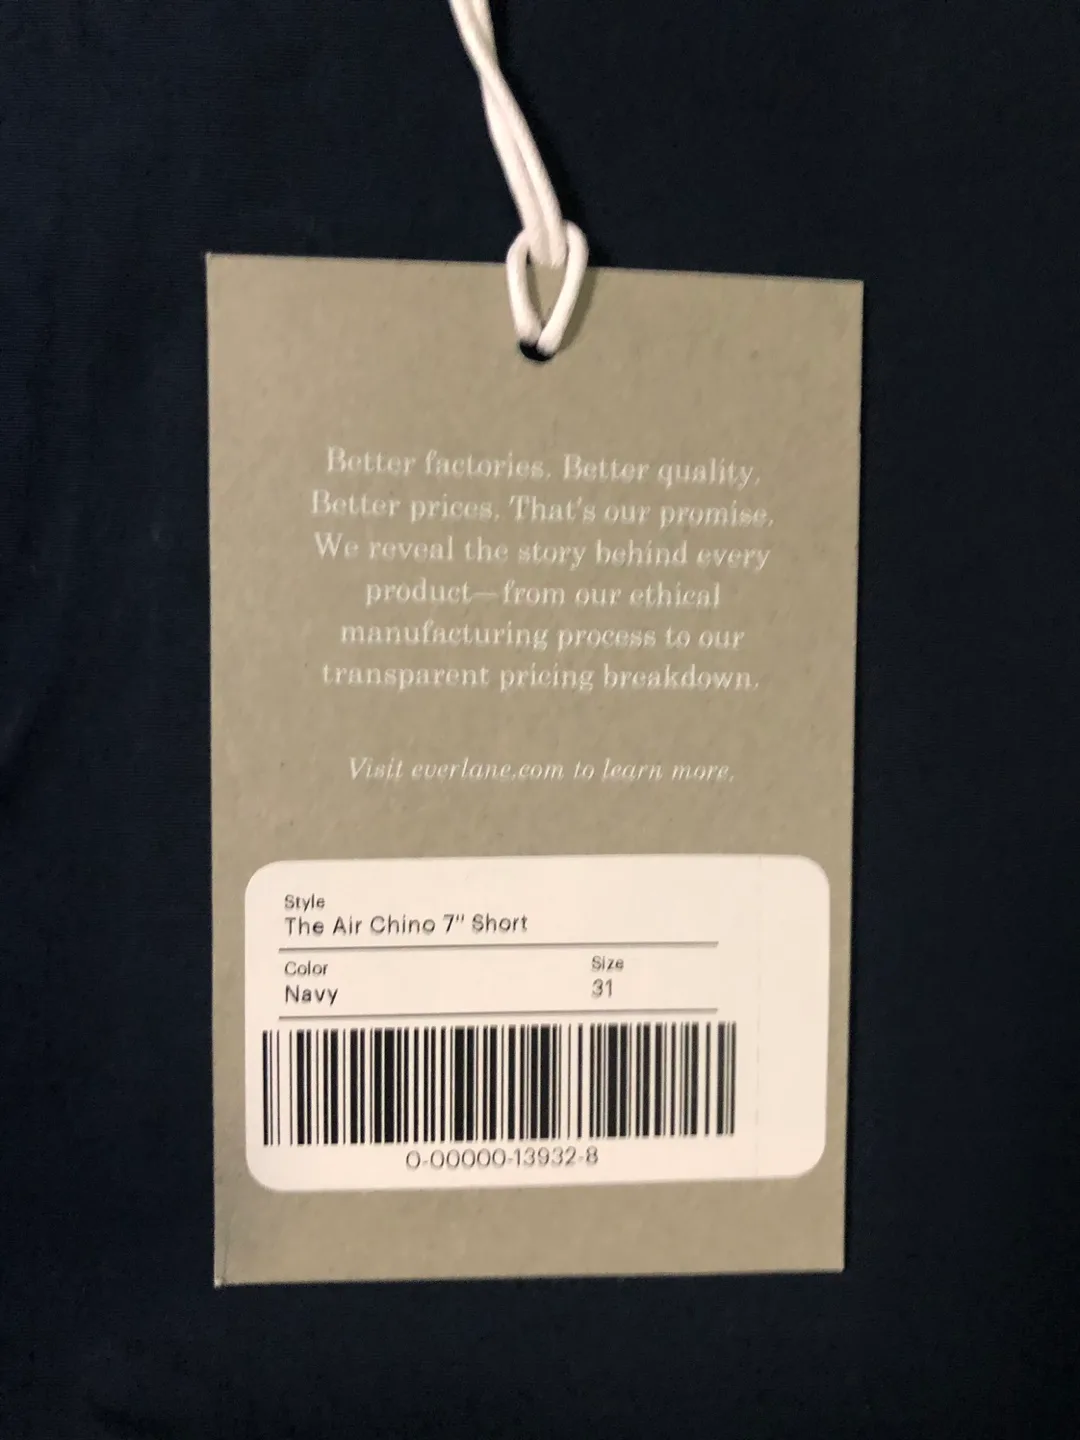 Better factories. Better quality.
Better prices. That's our promise.
We reveal the story behind every
product—from our ethical
manufacturing process to our
transparent pricing breakdown.
Visit everlane.com to learn more.
Style
The Air Chino 7" Short
Color Size
Navy 31
0-00000-13932-8